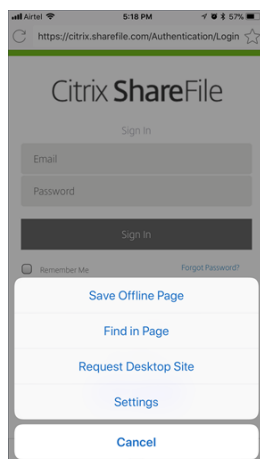 Airtel 5:18 PM 57%
https://citrix.sharefile.com/Authentication/Login
Citrix ShareFile
Sign In
Email
Password
Sign In
Remember Me Forgot Password?
Save Offline Page
Find in Page
Request Desktop Site
Settings
Cancel